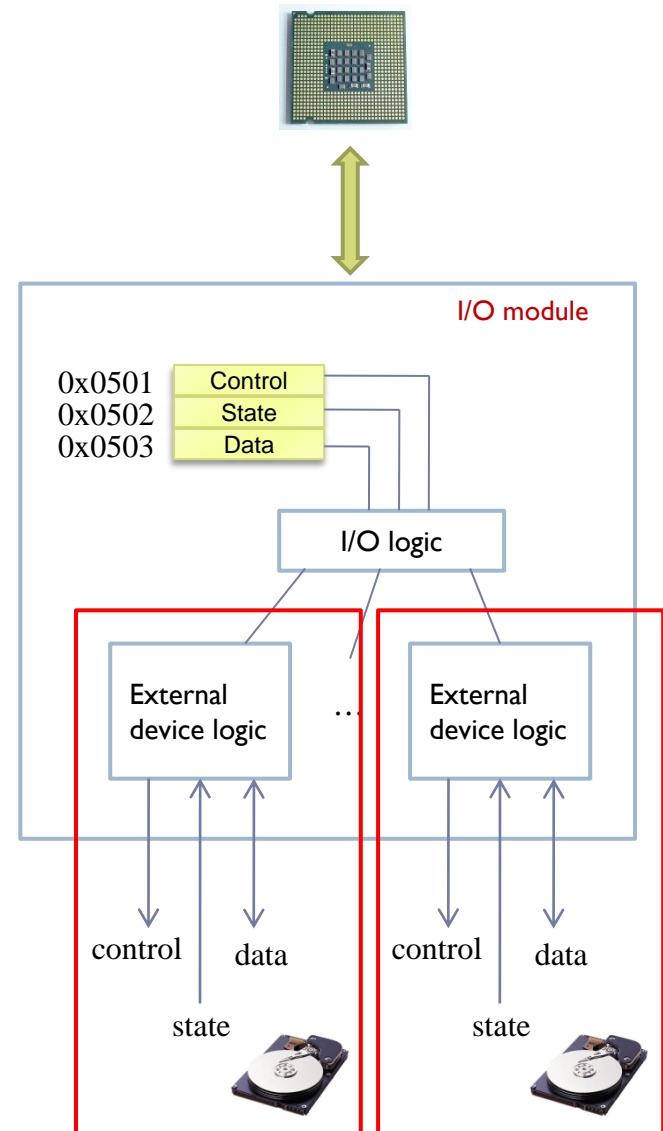 I/O module
0x0501 Control
0x0502 State
0x0503 Data
I/O logic
External
device logic
...
External
device logic
control
data
state
control
data
state